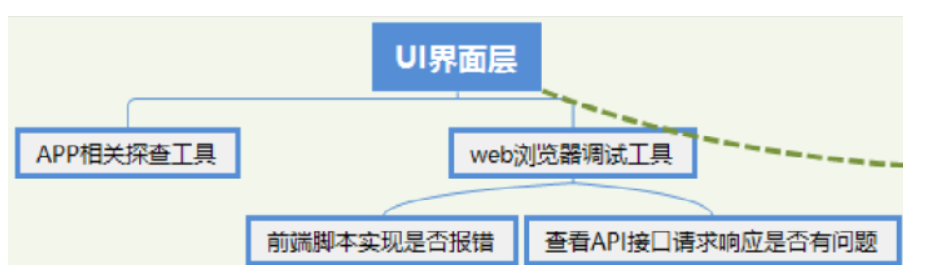 UI界面层
APP相关探查工具
web浏览器调试工具
前端脚本实现是否报错
查看API接口请求响应是否有问题